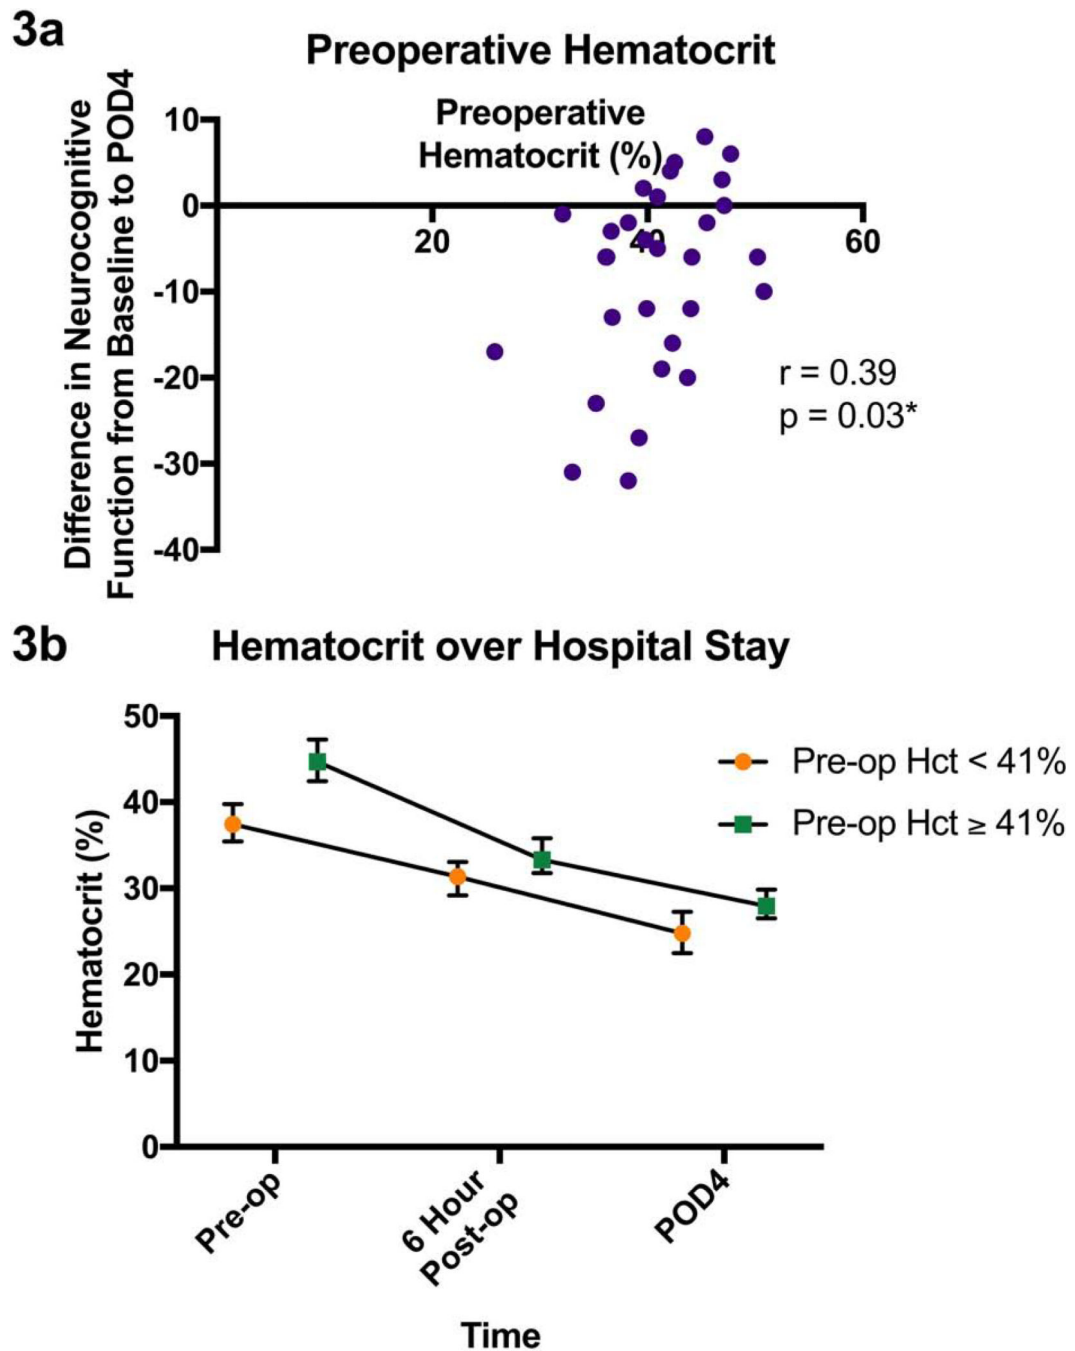 3a
Preoperative Hematocrit
Difference in Neurocognitive
Function from Baseline to POD4
Preoperative
Hematocrit (%)
10
0
-10
-20
-30
-40
20
40
60
r = 0.39
p = 0.03*
3b
Hematocrit over Hospital Stay
Hematocrit (%)
50
40
30
20
10
0
Pre-op Hct < 41%
Pre-op Hct ≥ 41%
Pre-op
6 Hour
Post-op
POD4
Time